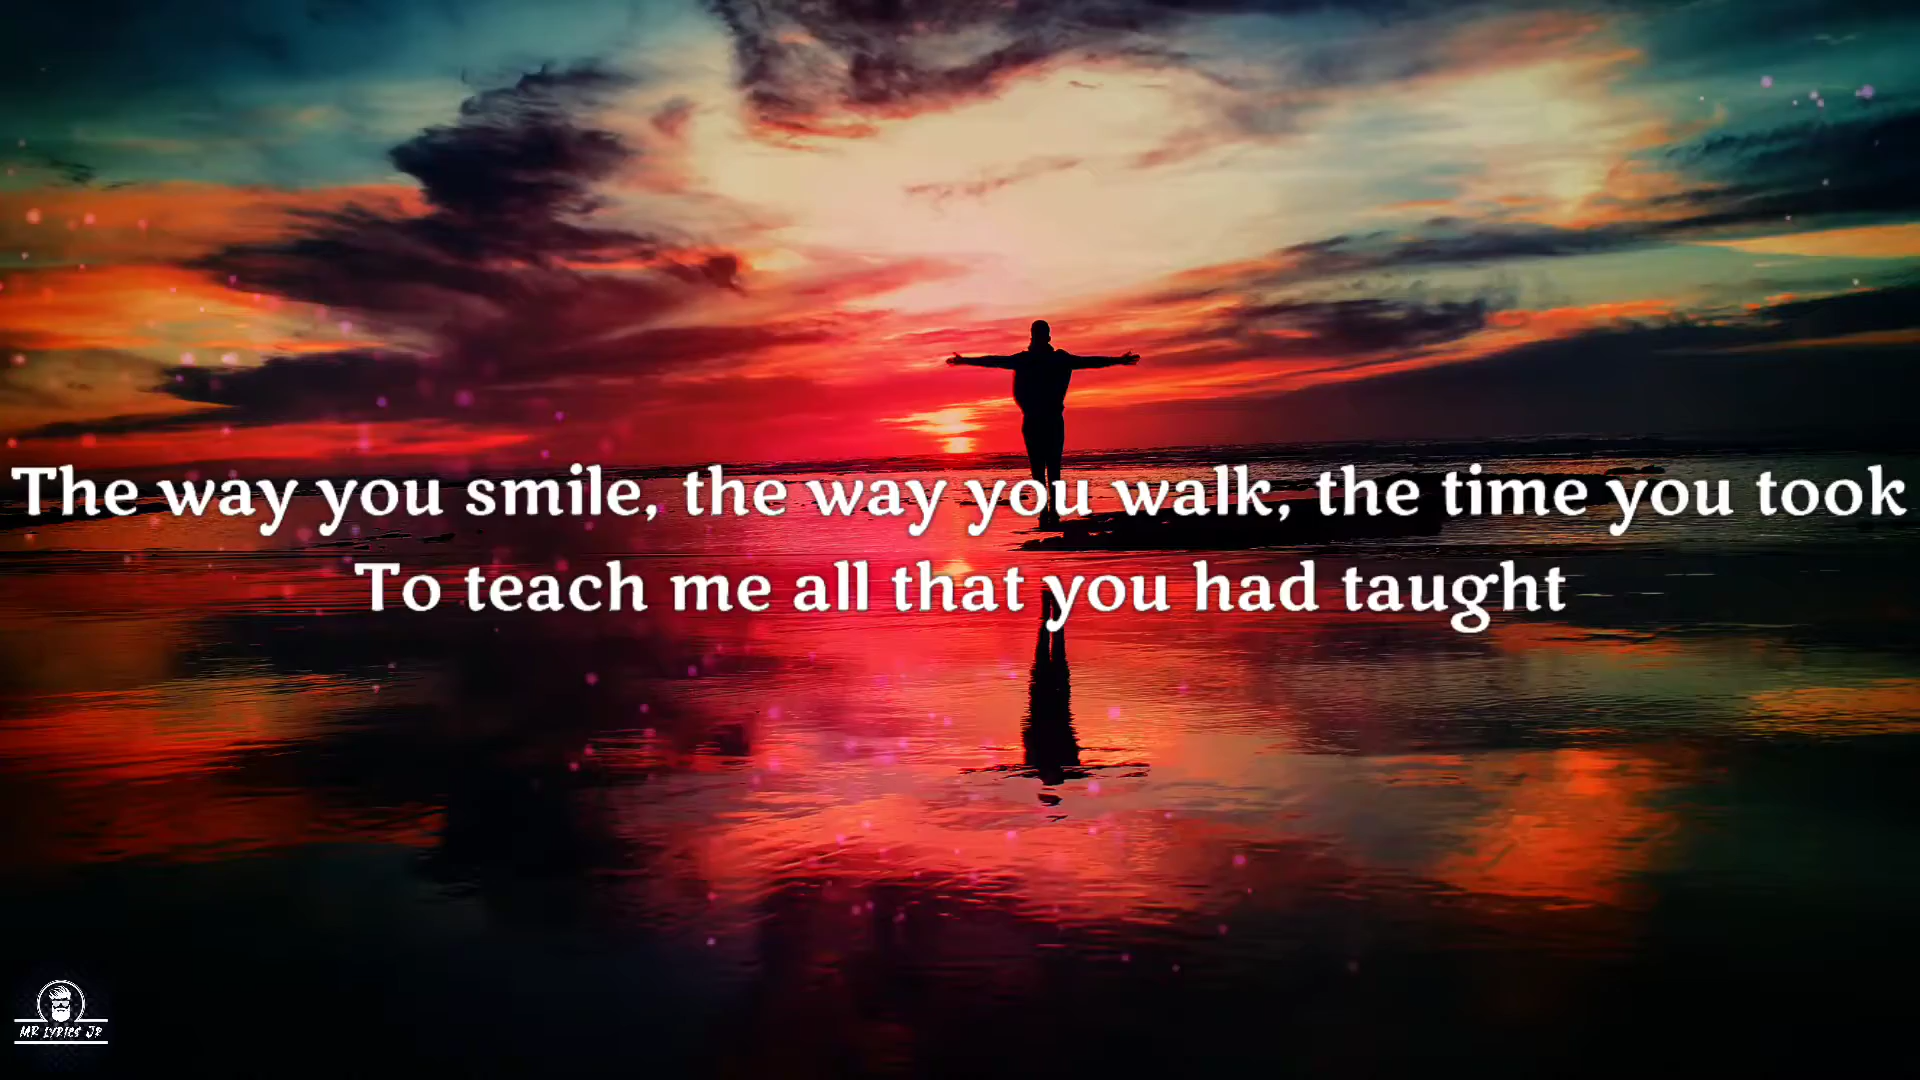 The way you smile, the way you walk, the time you took
To teach me all that you had taught
MR LYRICS JR